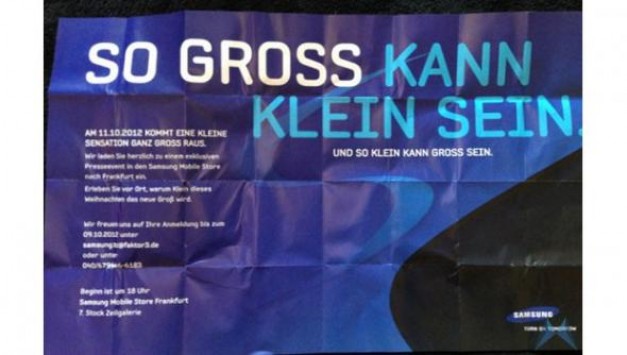 SO GROSS KANN
KLEIN SEIN.
UND SO KLEIN KANN GROSS SEIN.
AM 11.10.2012 KOMMT EINE KLEINE
SENSATION GANZ GROSS RAUS.
Wir laden Sie herzlich zu einem exklusiven
Presseevent in den Samsung Mobile Store
nach Frankfurt ein.
Erleben Sie vor Ort, warum Klein dieses
Weihnachten das neue Groß wird.
Wir freuen uns auf Ihre Anmeldung bis zum
09.10.2012 unter
oder unter
Beginn ist um 18 Uhr
Samsung Mobile Store Frankfurt
7. Stock Zeilgalerie
SAMSUNG
TURN ON TOMORROW